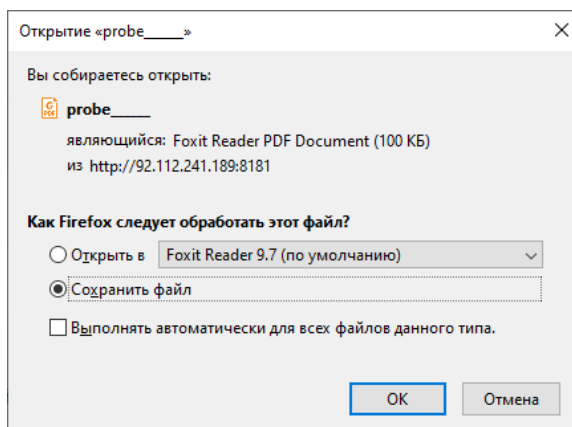 Открытие «probe_____»
Вы собираетесь открыть:
probe_____
являющийся: Foxit Reader PDF Document (100 КБ)
из http://92.112.241.189:8181
Как Firefox следует обработать этот файл?
Открыть в Foxit Reader 9.7 (по умолчанию)
Сохранить файл
Выполнять автоматически для всех файлов данного типа.
OK Отмена